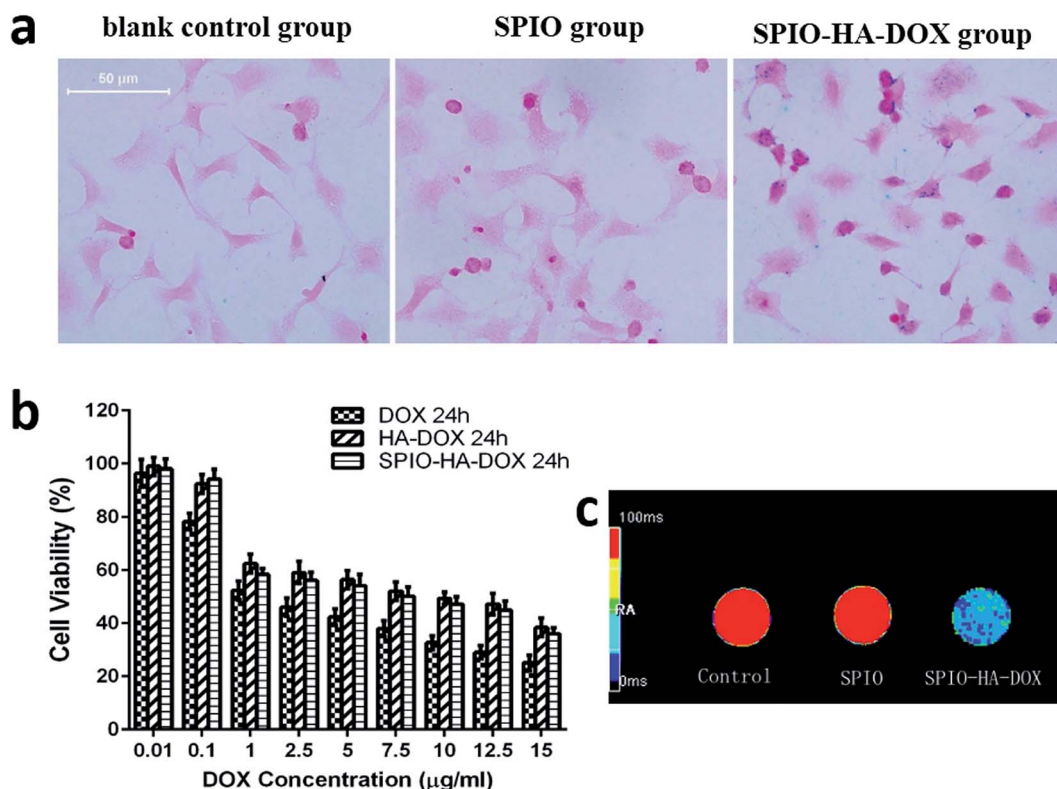 a
blank control group
SPIO group
SPIO-HA-DOX group
50 μm
b
120
100
80
60
40
20
0
Cell Viability (%)
DOX 24h
HA-DOX 24h
SPIO-HA-DOX 24h
0.01 0.1 1 2.5 5 7.5 10 12.5 15
DOX Concentration (μg/ml)
c
100ms
RA
0ms
Control
SPIO
SPIO-HA-DOX